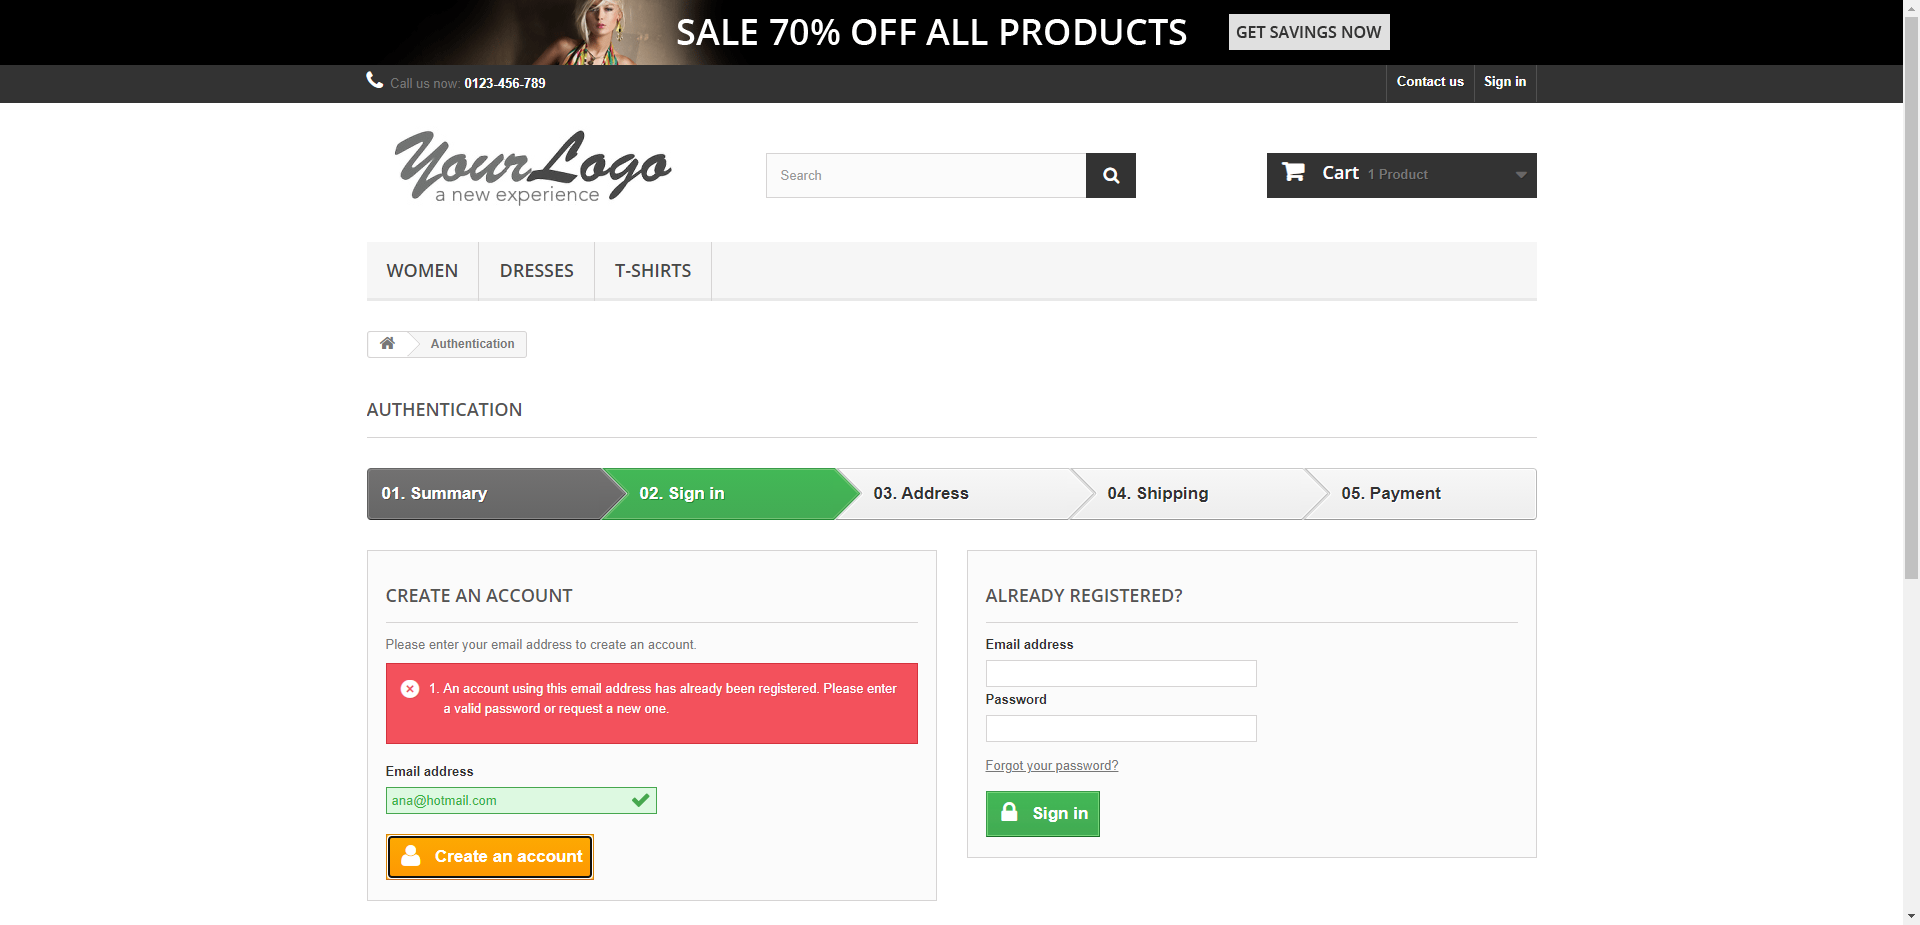 SALE 70% OFF ALL PRODUCTS
GET SAVINGS NOW
Call us now: 0123-456-789
Contact us
Sign in
YourLogo
a new experience
Search
Cart 1 Product
WOMEN
DRESSES
T-SHIRTS
Authentication
AUTHENTICATION
01. Summary
02. Sign in
03. Address
04. Shipping
05. Payment
CREATE AN ACCOUNT
Please enter your email address to create an account.
1. An account using this email address has already been registered. Please enter
a valid password or request a new one.
Email address
ana@hotmail.com
Create an account
ALREADY REGISTERED?
Email address
Password
Forgot your password?
Sign in